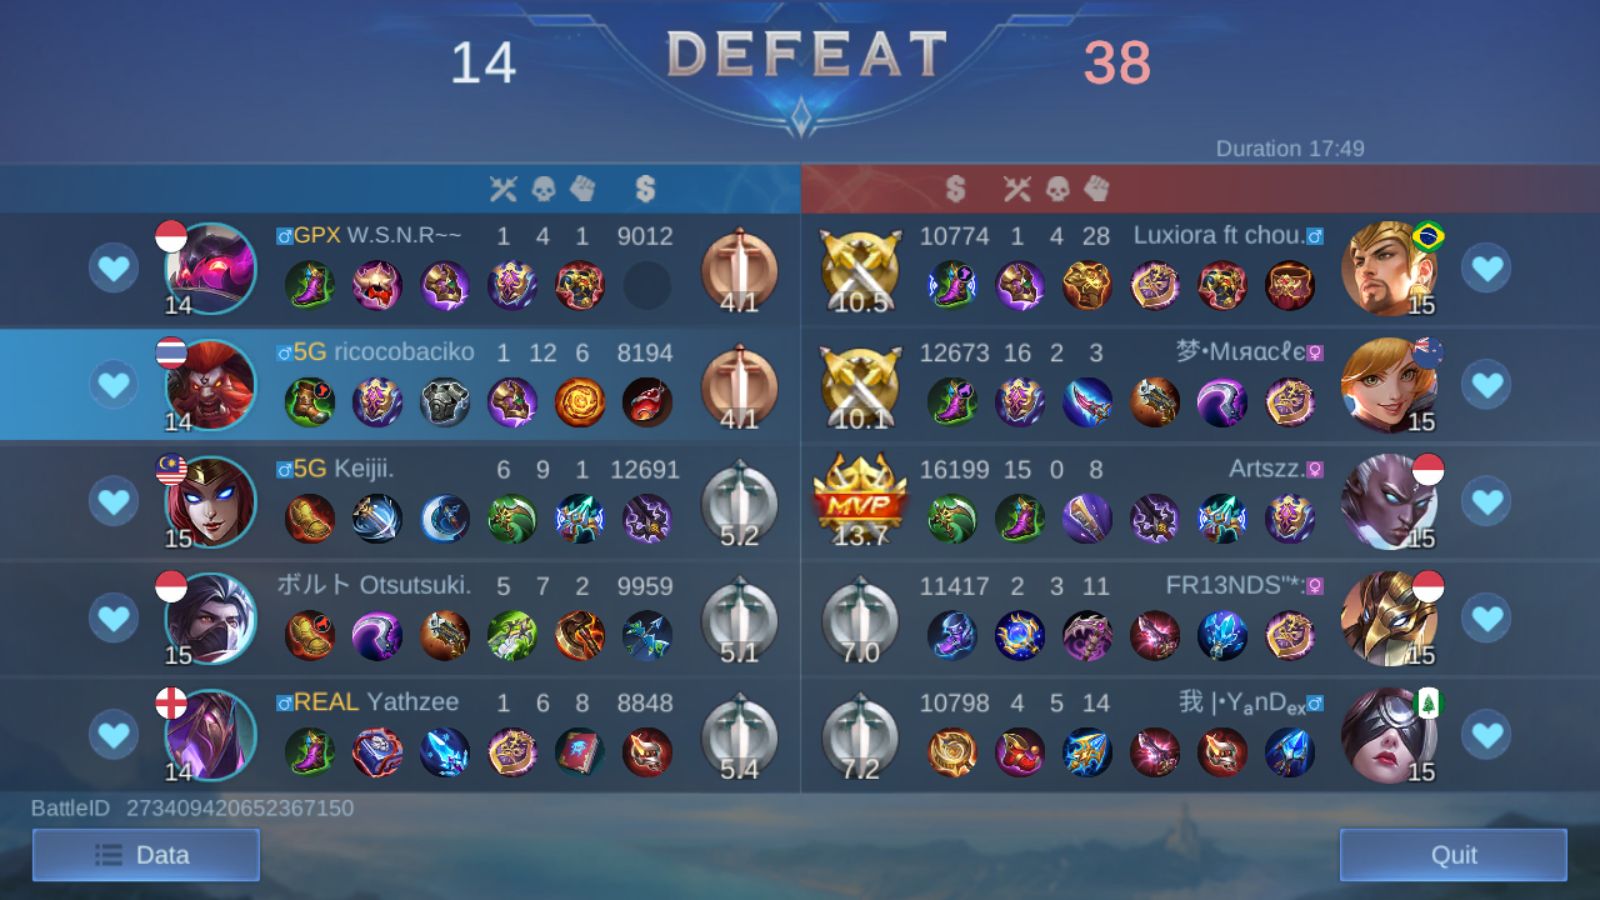 14 DEFEAT 38
Duration 17:49
GPX W.S.N.R~~ 1 4 1 9012
14 4.1
10774 1 4 28 Luxiora ft chou.
10.5 15
5G ricocobaciko 1 12 6 8194
14 4.1
12673 16 2 3 梦•Mιяαcℓє
10.1 15
5G Keijii. 6 9 1 12691
15 5.2
16199 15 0 8 Artszz.
MVP
13.7 15
ボルト Otsutsuki. 5 7 2 9959
15 5.1
11417 2 3 11 FR13NDS"*:
7.0 15
REAL Yathzee 1 6 8 8848
14 5.4
10798 4 5 14 我 |•YₐnDₑₓ
7.2 15
BattleID 273409420652367150
Data
Quit